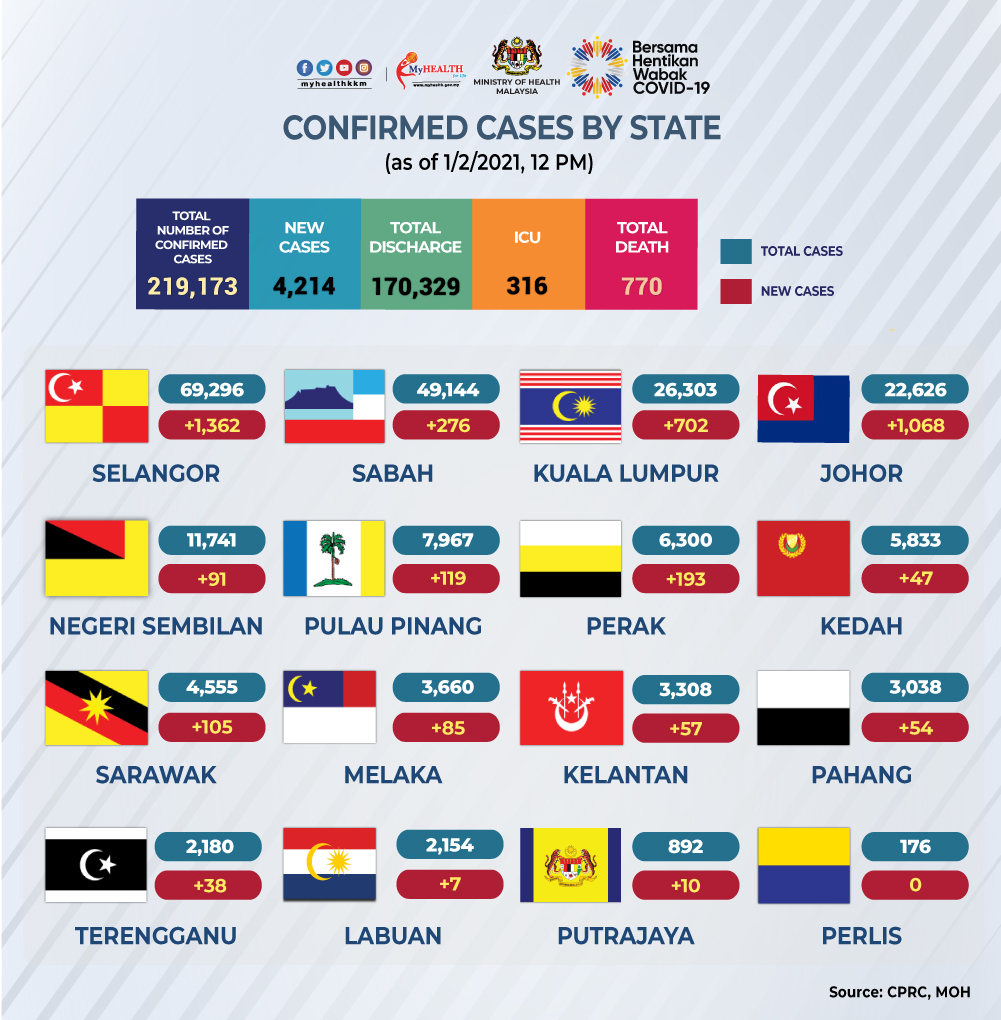 myhealthkkm
MyHEALTH
for life
www.myhealth.gov.my
MINISTRY OF HEALTH
MALAYSIA
Bersama
Hentikan
Wabak
COVID-19
CONFIRMED CASES BY STATE
(as of 1/2/2021, 12 PM)
TOTAL
NUMBER OF
CONFIRMED
CASES
219,173
NEW
CASES
4,214
TOTAL
DISCHARGE
170,329
ICU
316
TOTAL
DEATH
770
TOTAL CASES
NEW CASES
69,296
+1,362
SELANGOR
49,144
+276
SABAH
26,303
+702
KUALA LUMPUR
22,626
+1,068
JOHOR
11,741
+91
NEGERI SEMBILAN
7,967
+119
PULAU PINANG
6,300
+193
PERAK
5,833
+47
KEDAH
4,555
+105
SARAWAK
3,660
+85
MELAKA
3,308
+57
KELANTAN
3,038
+54
PAHANG
2,180
+38
TERENGGANU
2,154
+7
LABUAN
892
+10
PUTRAJAYA
176
0
PERLIS
Source: CPRC, MOH